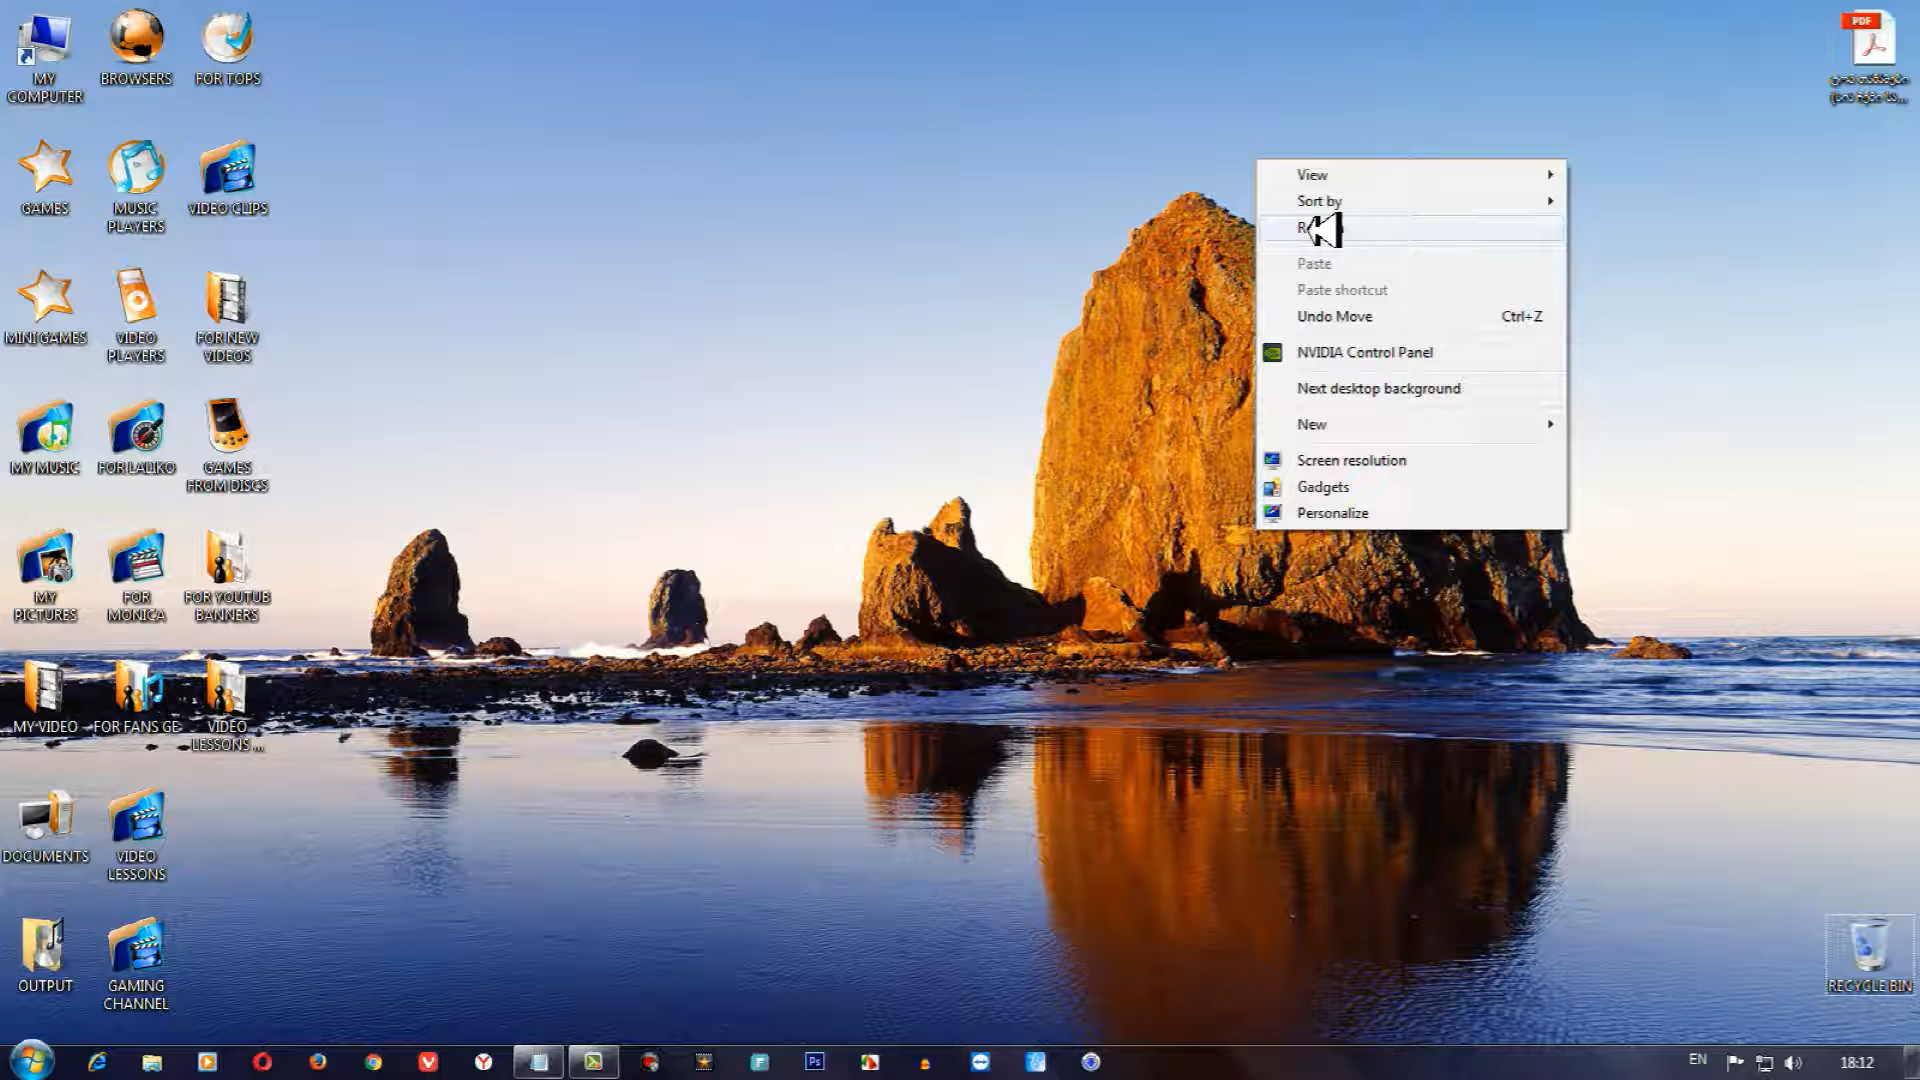 MY
COMPUTER
BROWSERS
FOR TOPS
GAMES
MUSIC
PLAYERS
VIDEO CLIPS
MINI GAMES
VIDEO
PLAYERS
FOR NEW
VIDEOS
MY MUSIC
FOR LALIKO
GAMES
FROM DISCS
MY
PICTURES
FOR
MONICA
FOR YOUTUB
BANNERS
MY VIDEO
FOR FANS GE
VIDEO
LESSONS ...
DOCUMENTS
VIDEO
LESSONS
OUTPUT
GAMING
CHANNEL
View
Sort by
Paste
Paste shortcut
Undo Move Ctrl+Z
NVIDIA Control Panel
Next desktop background
New
Screen resolution
Gadgets
Personalize
PDF
RECYCLE BIN
Ps
EN
18:12